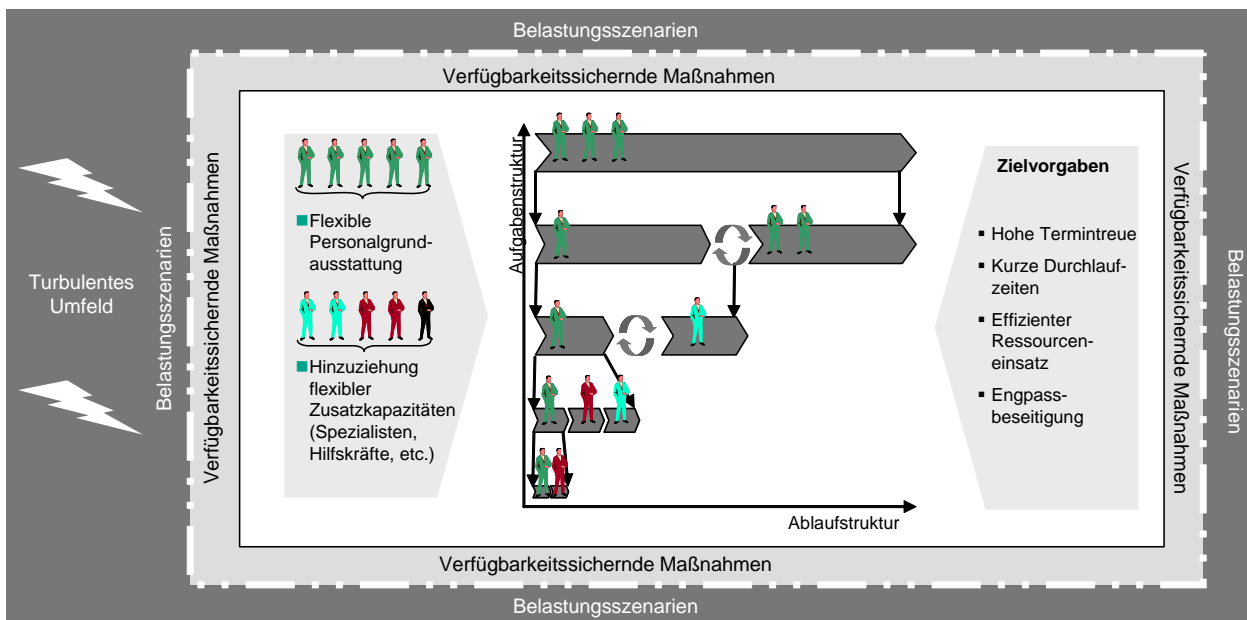 Belastungsszenarien
Verfügbarkeitssichernde Maßnahmen
Turbulentes
Umfeld
Belastungsszenarien
Verfügbarkeitssichernde Maßnahmen
Flexible
Personalgrund-
ausstattung
Hinzuziehung
flexibler
Zusatzkapazitäten
(Spezialisten,
Hilfskräfte, etc.)
Aufgabenstruktur
Ablaufstruktur
Zielvorgaben
Hohe Termintreue
Kurze Durchlauf-
zeiten
Effizienter
Ressourcen-
einsatz
Engpass-
beseitigung
Verfügbarkeitssichernde Maßnahmen
Belastungsszenarien
Verfügbarkeitssichernde Maßnahmen
Belastungsszenarien